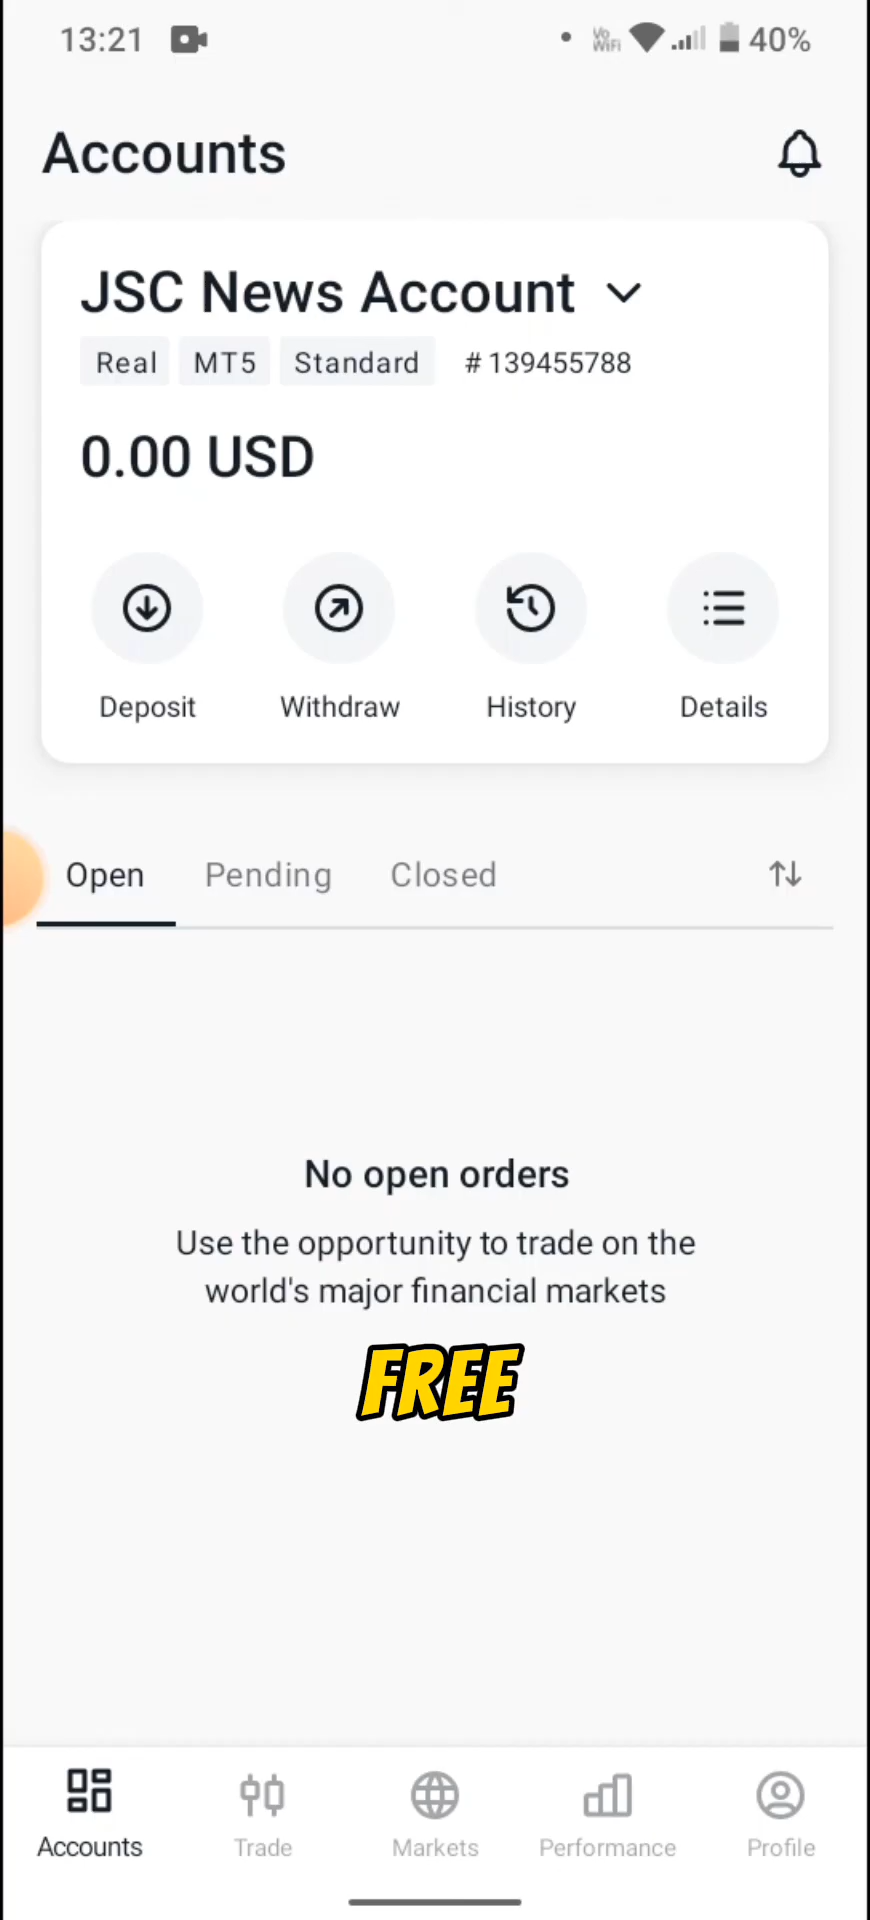 13:21
Vo
WiFi
40%
Accounts
JSC News Account
Real MT5 Standard # 139455788
0.00 USD
Deposit Withdraw History Details
Open Pending Closed
No open orders
Use the opportunity to trade on the
world's major financial markets
FREE
Accounts Trade Markets Performance Profile